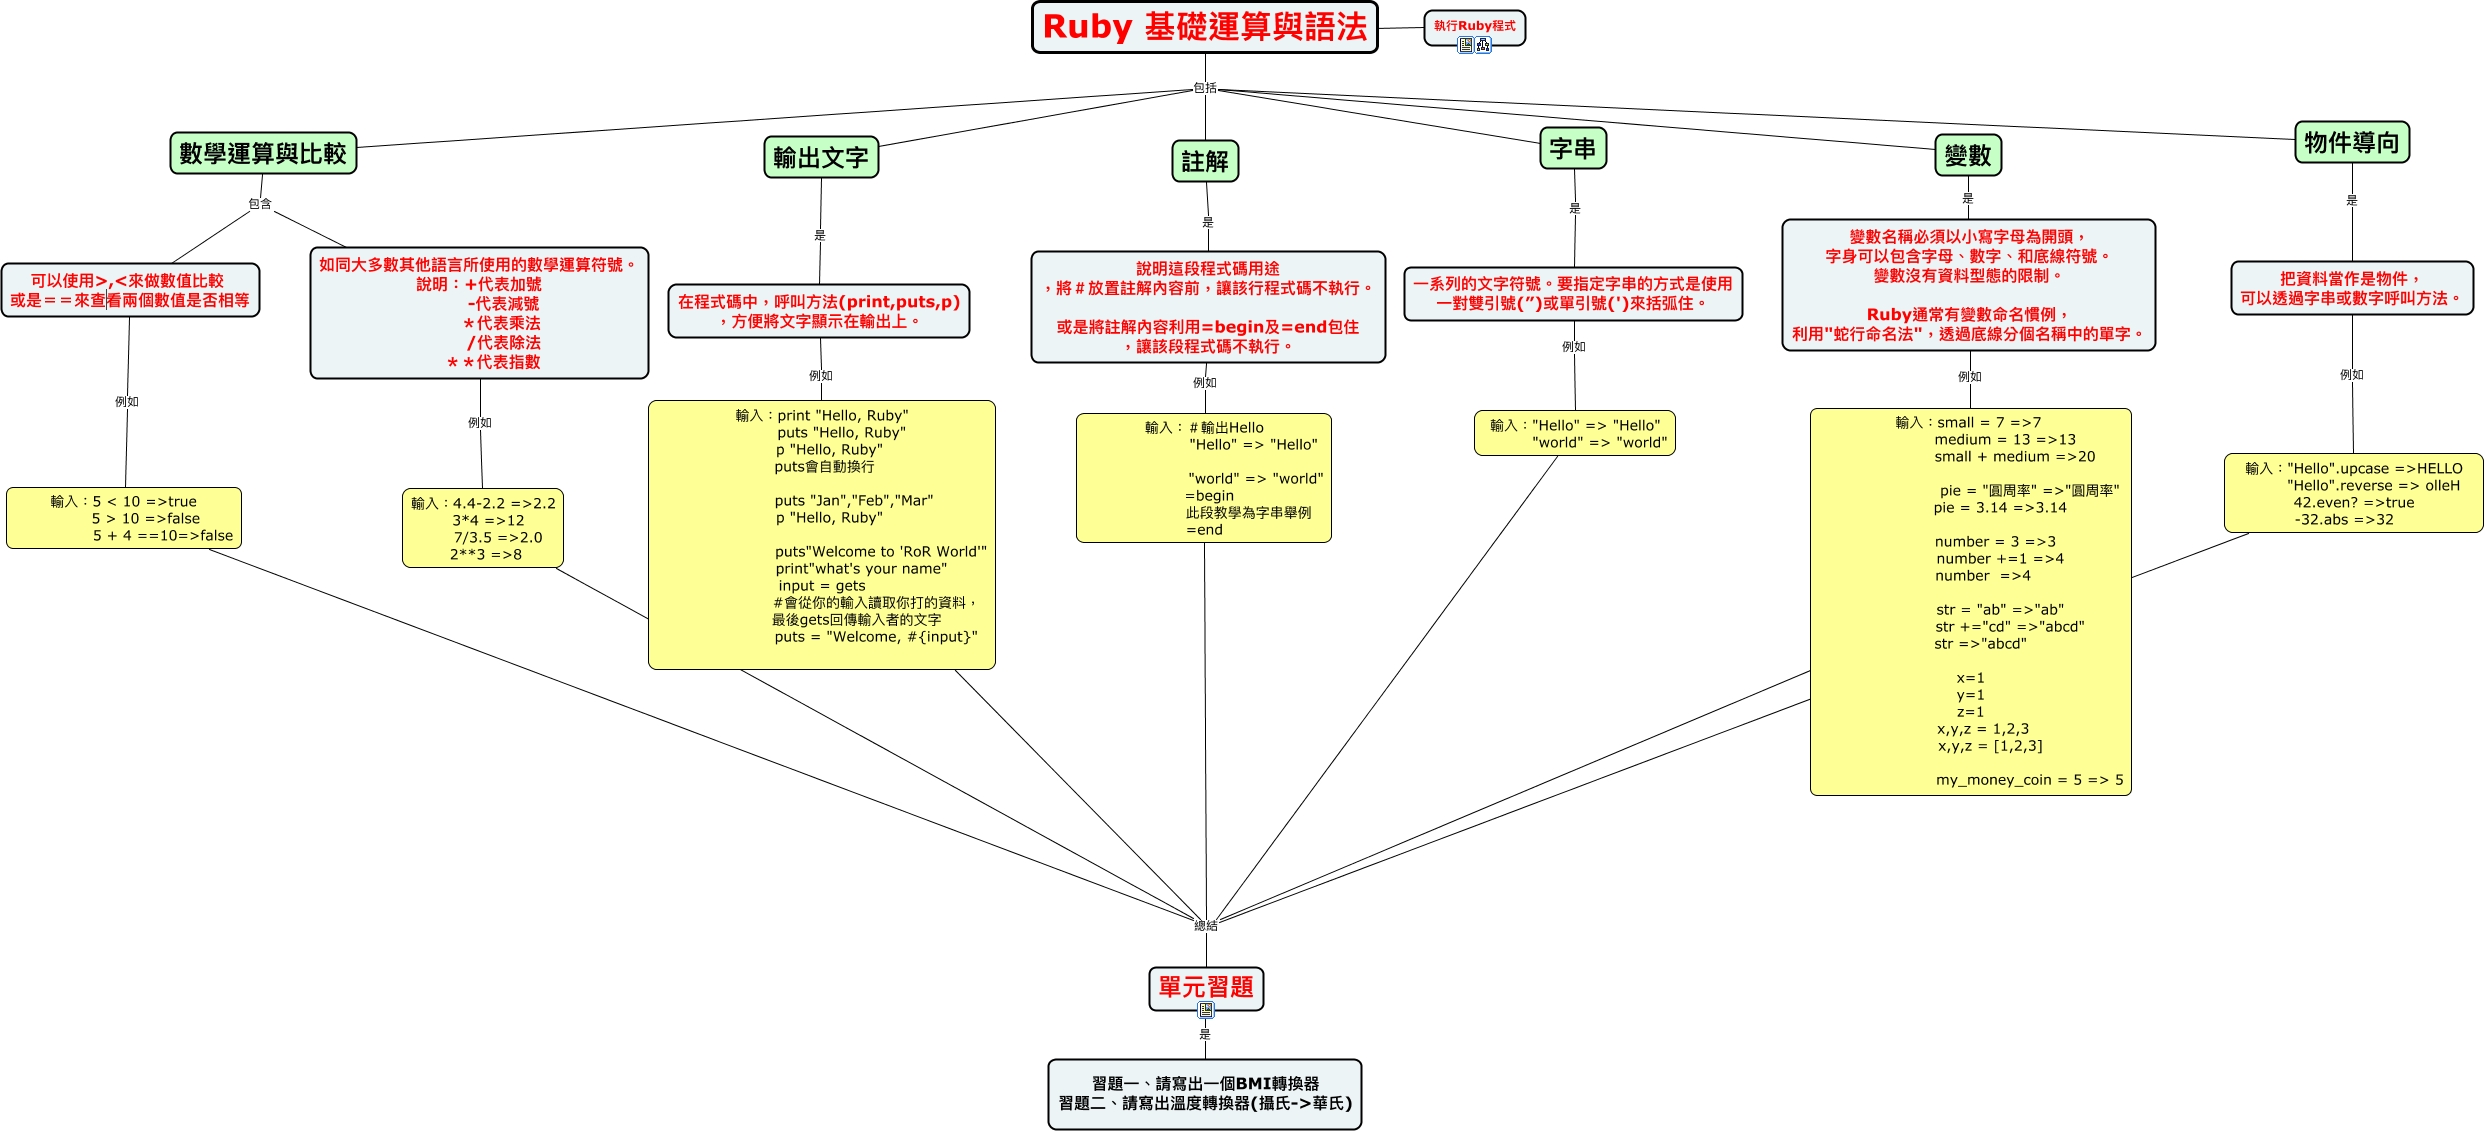 Ruby 基礎運算與語法
執行Ruby程式
包括
數學運算與比較
包含
可以使用>,<來做數值比較
或是＝＝來查看兩個數值是否相等
例如
輸入：5 < 10 =>true
5 > 10 =>false
5 + 4 ==10=>false
如同大多數其他語言所使用的數學運算符號。
說明：+代表加號
-代表減號
＊代表乘法
/代表除法
＊＊代表指數
例如
輸入：4.4-2.2 =>2.2
3*4 =>12
7/3.5 =>2.0
2**3 =>8
輸出文字
是
在程式碼中，呼叫方法(print,puts,p)
，方便將文字顯示在輸出上。
例如
輸入：print "Hello, Ruby"
puts "Hello, Ruby"
p "Hello, Ruby"
puts會自動換行
puts "Jan","Feb","Mar"
p "Hello, Ruby"
puts"Welcome to 'RoR World'"
print"what's your name"
input = gets
＃會從你的輸入讀取你打的資料，
最後gets回傳輸入者的文字
puts = "Welcome, #{input}"
註解
是
說明這段程式碼用途
，將＃放置註解內容前，讓該行程式碼不執行。
或是將註解內容利用=begin及=end包住
，讓該段程式碼不執行。
例如
輸入：＃輸出Hello
"Hello" => "Hello"
"world" => "world"
=begin
此段教學為字串舉例
=end
字串
是
一系列的文字符號。要指定字串的方式是使用
一對雙引號(”)或單引號(')來括弧住。
例如
輸入："Hello" => "Hello"
"world" => "world"
變數
是
變數名稱必須以小寫字母為開頭，
字身可以包含字母、數字、和底線符號。
變數沒有資料型態的限制。
Ruby通常有變數命名慣例，
利用"蛇行命名法"，透過底線分個名稱中的單字。
例如
輸入：small = 7 =>7
medium = 13 =>13
small + medium =>20
pie = "圓周率" =>"圓周率"
pie = 3.14 =>3.14
number = 3 =>3
number +=1 =>4
number  =>4
str = "ab" =>"ab"
str +="cd" =>"abcd"
str =>"abcd"
x=1
y=1
z=1
x,y,z = 1,2,3
x,y,z = [1,2,3]
my_money_coin = 5 => 5
物件導向
是
把資料當作是物件，
可以透過字串或數字呼叫方法。
例如
輸入："Hello".upcase =>HELLO
"Hello".reverse => olleH
42.even? =>true
-32.abs =>32
總結
單元習題
是
習題一、請寫出一個BMI轉換器
習題二、請寫出溫度轉換器(攝氏->華氏)